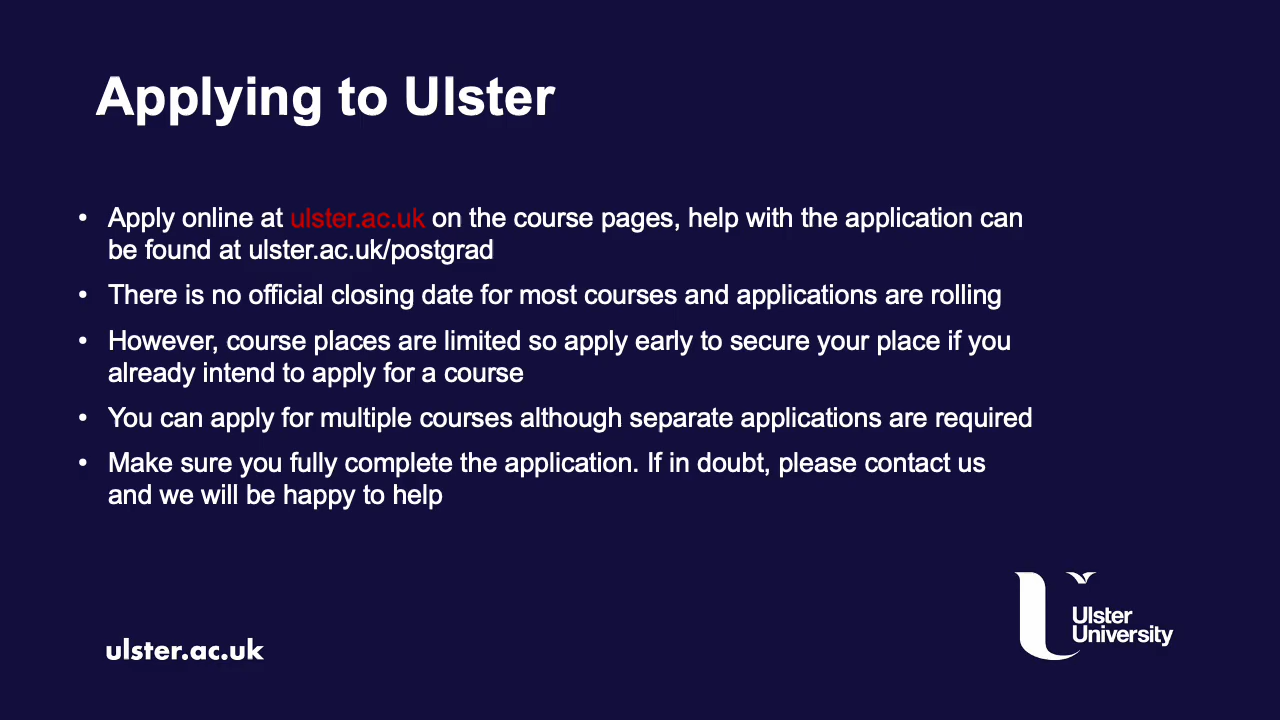 Applying to Ulster
• Apply online at ulster.ac.uk on the course pages, help with the application can
be found at ulster.ac.uk/postgrad
• There is no official closing date for most courses and applications are rolling
• However, course places are limited so apply early to secure your place if you
already intend to apply for a course
• You can apply for multiple courses although separate applications are required
• Make sure you fully complete the application. If in doubt, please contact us
and we will be happy to help
ulster.ac.uk
Ulster
University